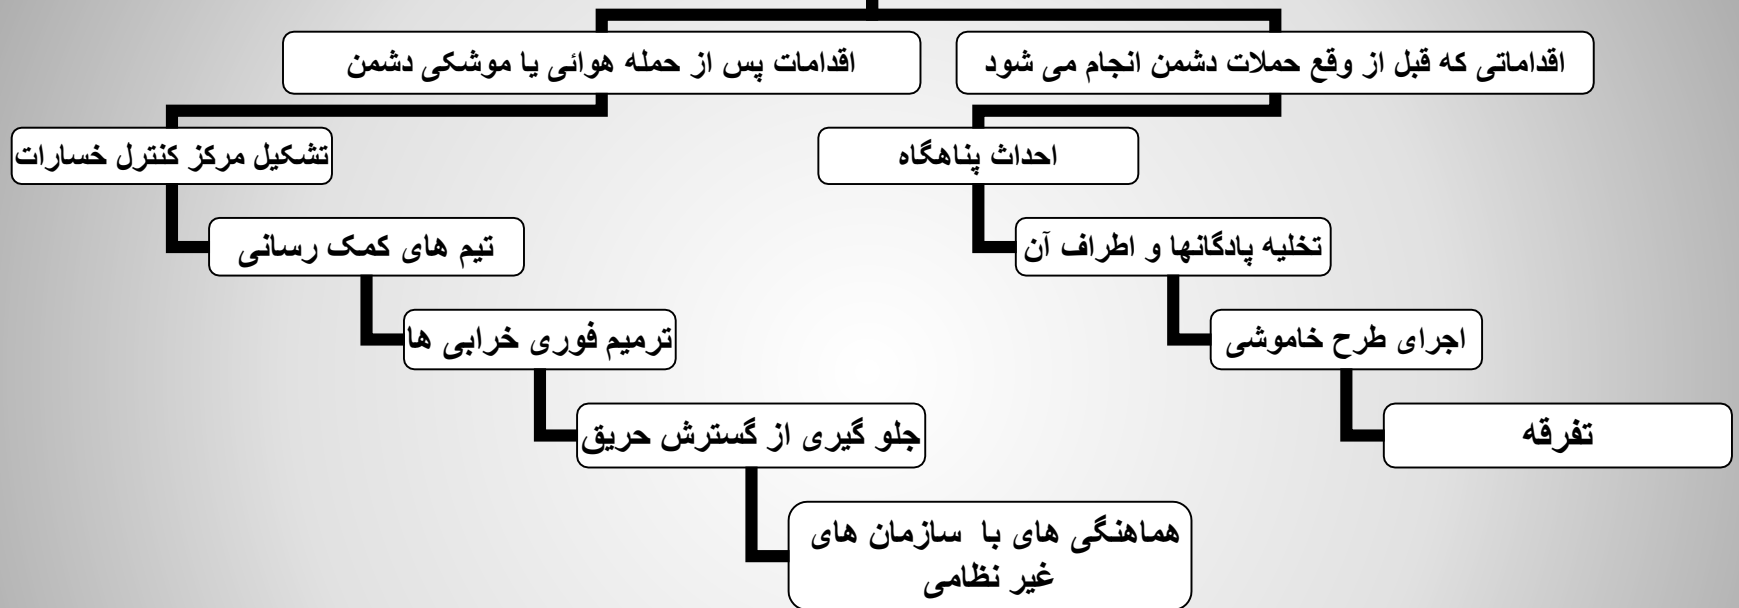 اقداماتی که قبل از وقع حملات دشمن انجام می شود
احداث پناهگاه
تخلیه پادگانها و اطراف آن
اجرای طرح خاموشی
تفرقه
اقدامات پس از حمله هوائی یا موشکی دشمن
تشکیل مرکز کنترل خسارات
تیم های کمک رسانی
ترمیم فوری خرابی ها
جلو گیری از گسترش حریق
هماهنگی های با سازمان های
غیر نظامی